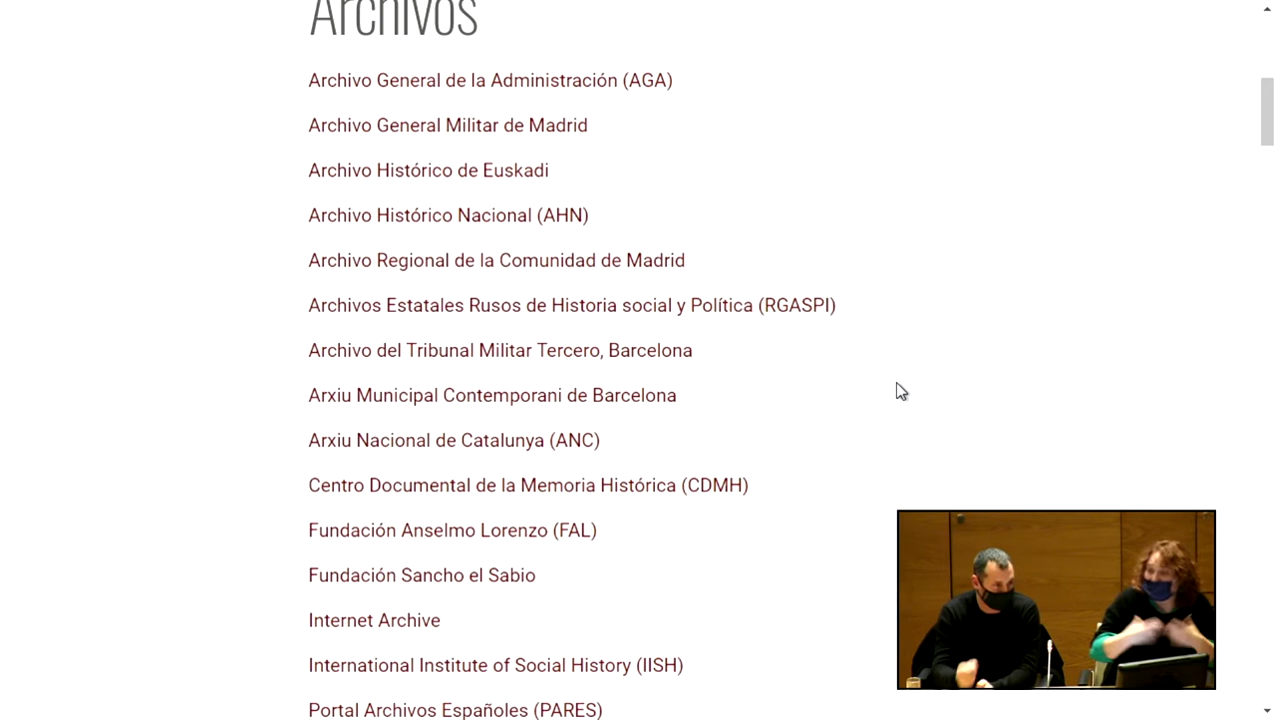 Archivos
Archivo General de la Administración (AGA)
Archivo General Militar de Madrid
Archivo Histórico de Euskadi
Archivo Histórico Nacional (AHN)
Archivo Regional de la Comunidad de Madrid
Archivos Estatales Rusos de Historia social y Política (RGASPI)
Archivo del Tribunal Militar Tercero, Barcelona
Arxiu Municipal Contemporani de Barcelona
Arxiu Nacional de Catalunya (ANC)
Centro Documental de la Memoria Histórica (CDMH)
Fundación Anselmo Lorenzo (FAL)
Fundación Sancho el Sabio
Internet Archive
International Institute of Social History (IISH)
Portal Archivos Españoles (PARES)